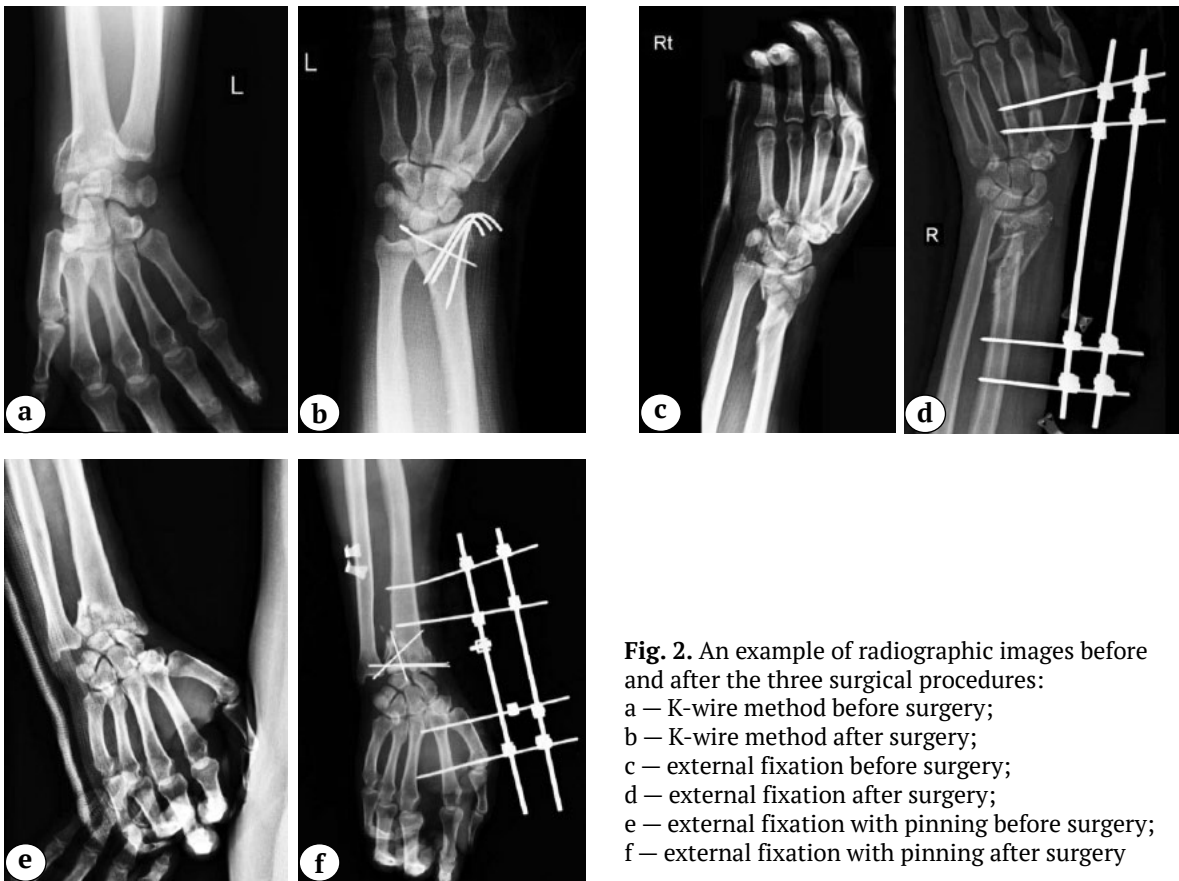 L
L
Rt
R
a
b
c
d
e
f
Fig. 2. An example of radiographic images before
and after the three surgical procedures:
a — K-wire method before surgery;
b — K-wire method after surgery;
c — external fixation before surgery;
d — external fixation after surgery;
e — external fixation with pinning before surgery;
f — external fixation with pinning after surgery